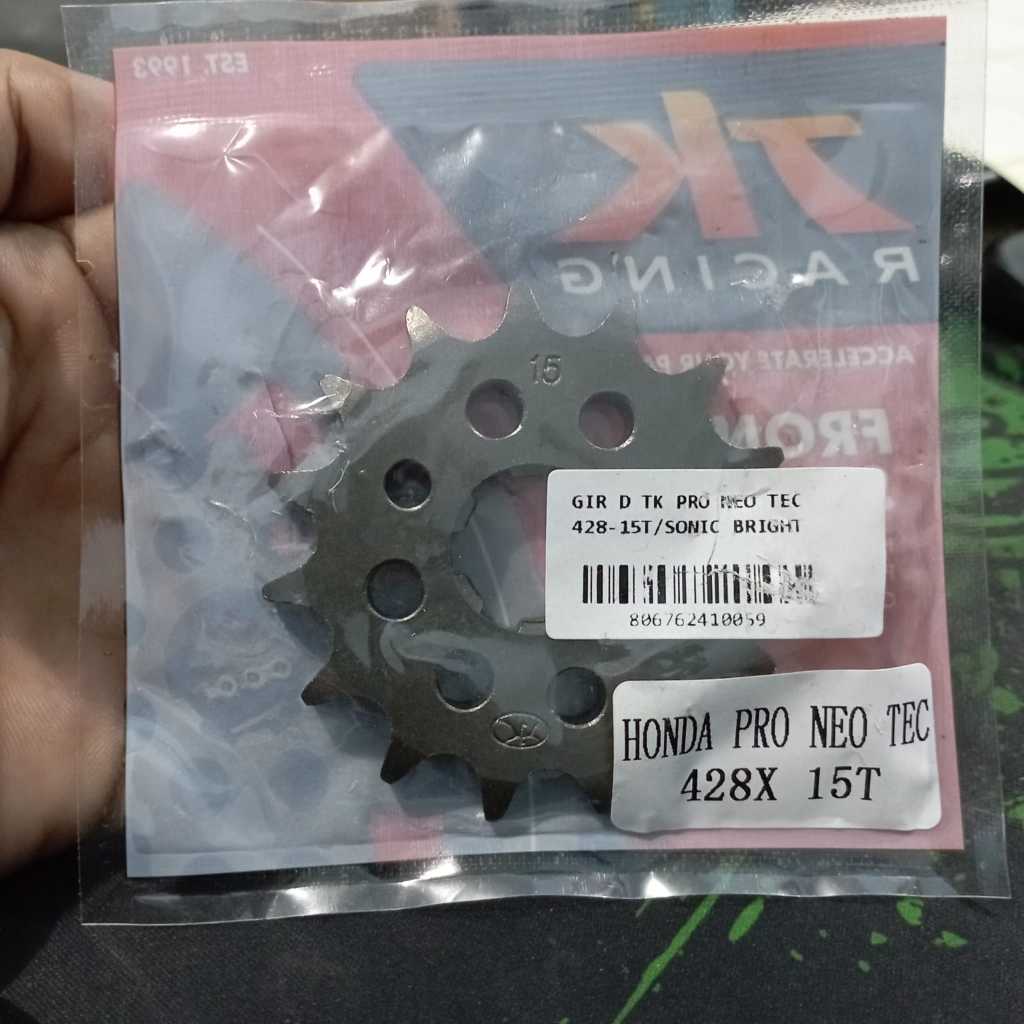 EST. 1993
TK
RACING
ACCELERATE YOUR
FRON
15
GIR D TK PRO NEO TEC
428-15T/SONIC BRIGHT
806762410059
TK
HONDA PRO NEO TEC
428X 15T